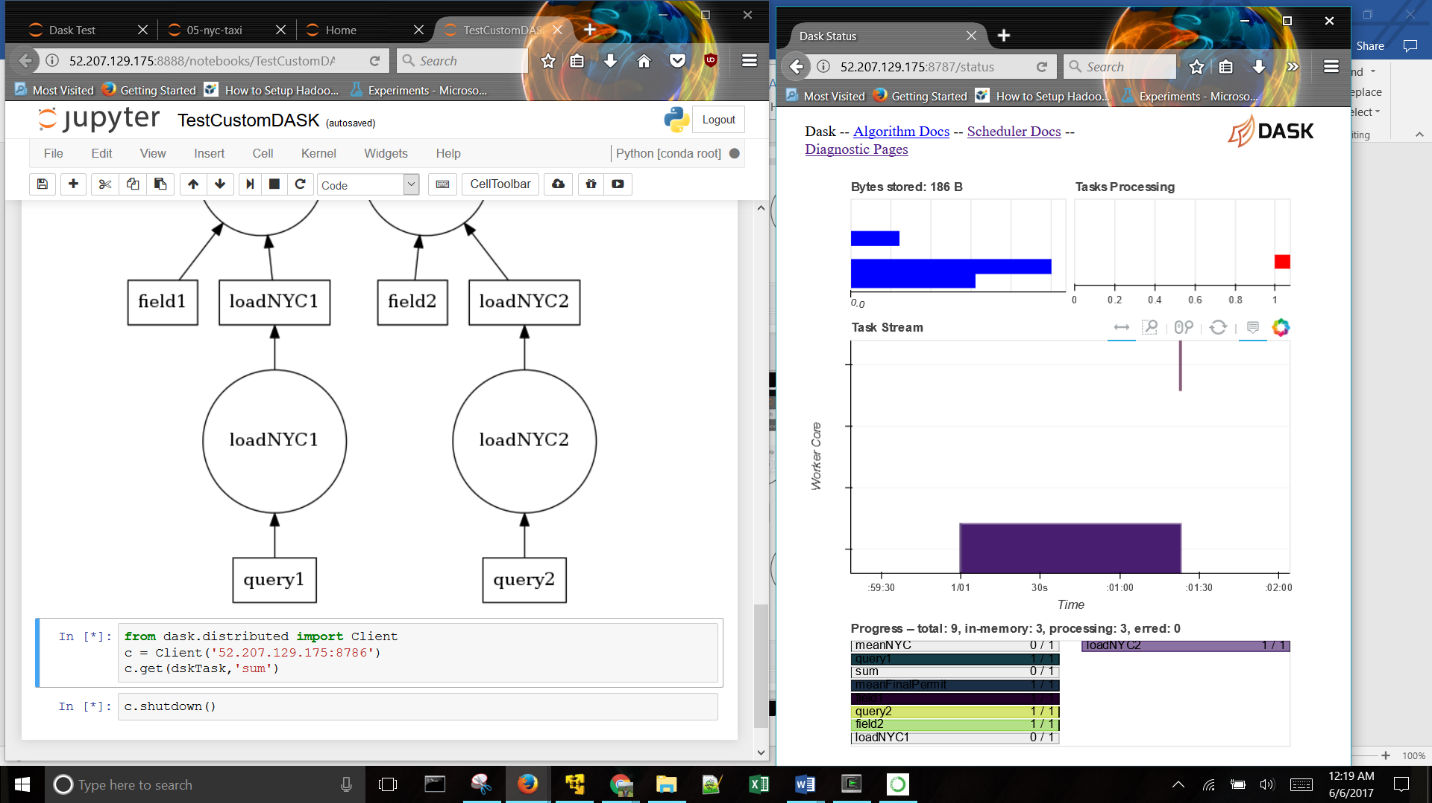 Dask Test
05-nyc-taxi
Home
TestCustomDAS
52.207.129.175:8888/notebooks/TestCustomDA
Search
Most Visited
Getting Started
How to Setup Hadoo...
Experiments - Microso...
jupyter TestCustomDASK (autosaved)
Logout
File Edit View Insert Cell Kernel Widgets Help
Python [conda root]
Code
CellToolbar
field1
loadNYC1
field2
loadNYC2
loadNYC1
loadNYC2
query1
query2
In [*]:
from dask.distributed import Client
c = Client('52.207.129.175:8786')
c.get(dskTask,'sum')
In [*]:
c.shutdown()
Dask Status
52.207.129.175:8787/status
Search
Most Visited
Getting Started
How to Setup Hadoo...
Experiments - Microso...
Dask -- Algorithm Docs -- Scheduler Docs --
Diagnostic Pages
DASK
Bytes stored: 186 B
Tasks Processing
0.0
0 0.2 0.4 0.6 0.8 1
Task Stream
Worker Core
:59:30 1/01 30s :01:00 :01:30 :02:00
Time
Progress -- total: 9, in-memory: 3, processing: 3, erred: 0
meanNYC 0 / 1
query1 1 / 1
sum 0 / 1
meanFinalPermit 1 / 1
query2 1 / 1
field2 1 / 1
loadNYC1 0 / 1
loadNYC2 1 / 1
Share
nd
eplace
elect
iting
100%
Type here to search
12:19 AM
6/6/2017